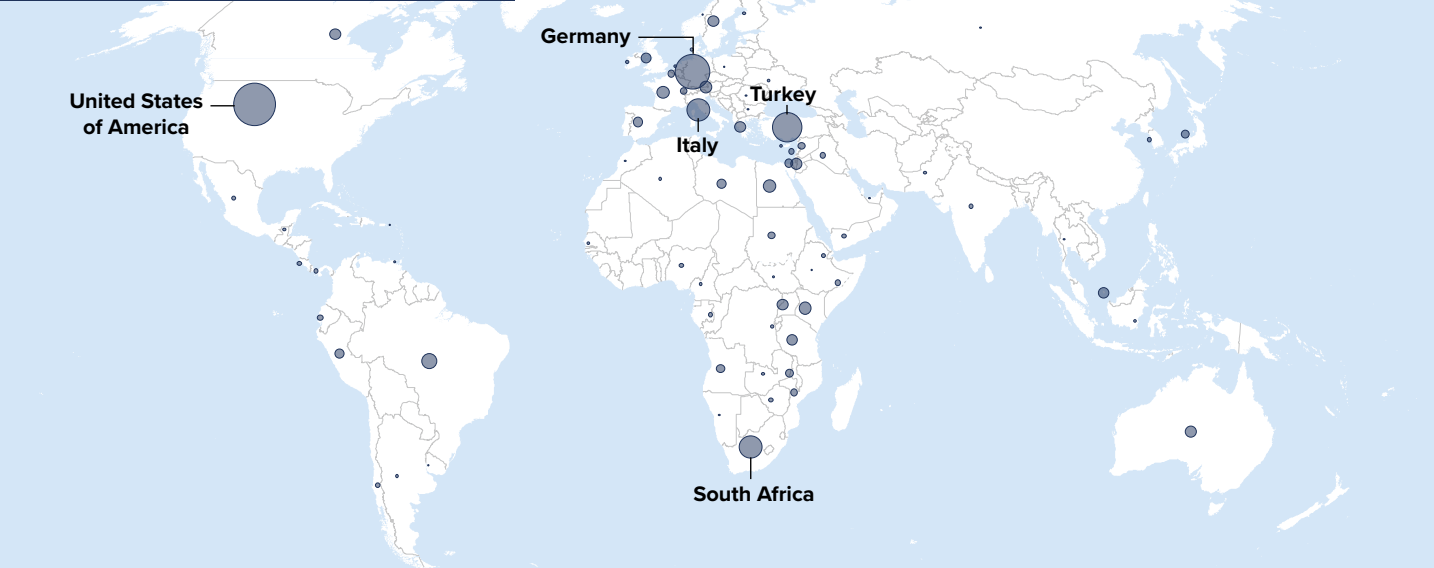 Germany
United States
of America
Turkey
Italy
South Africa